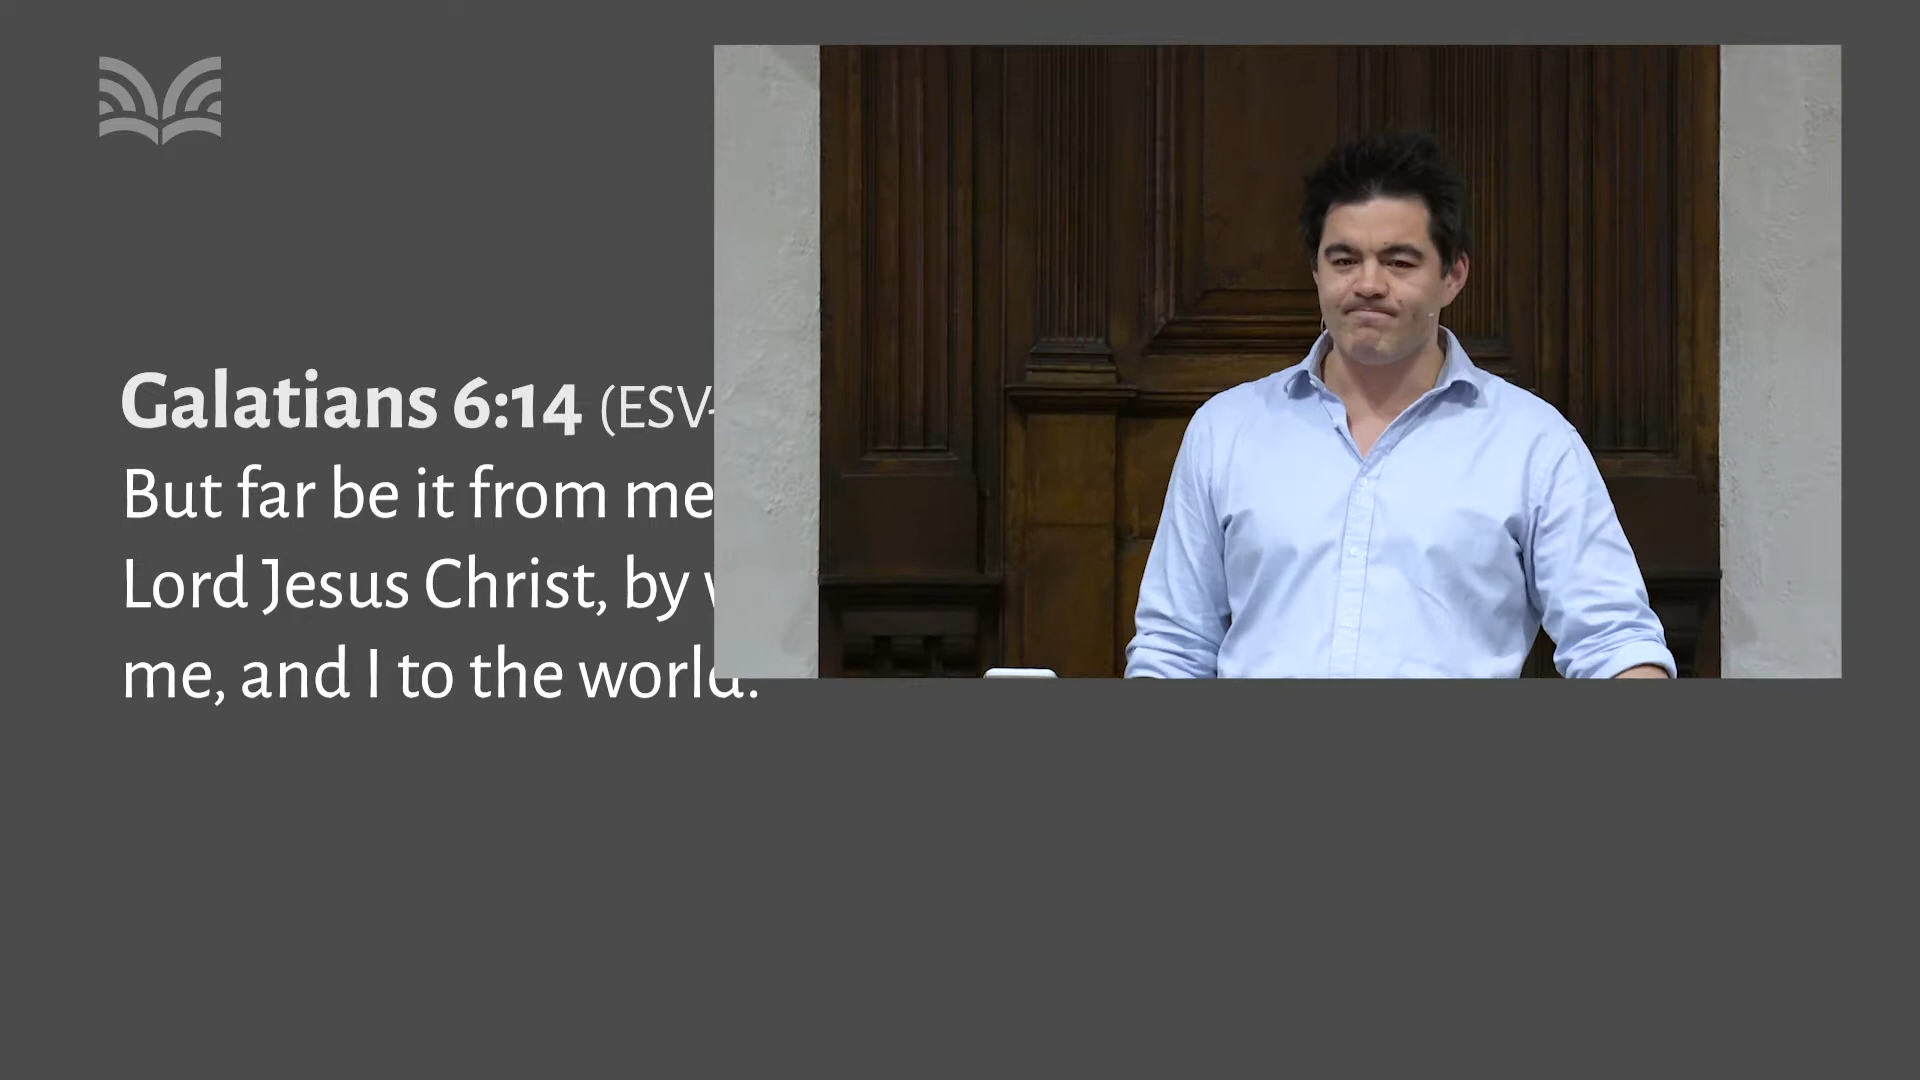 Galatians 6:14 (ESV
But far be it from me
Lord Jesus Christ, by
me, and I to the world.